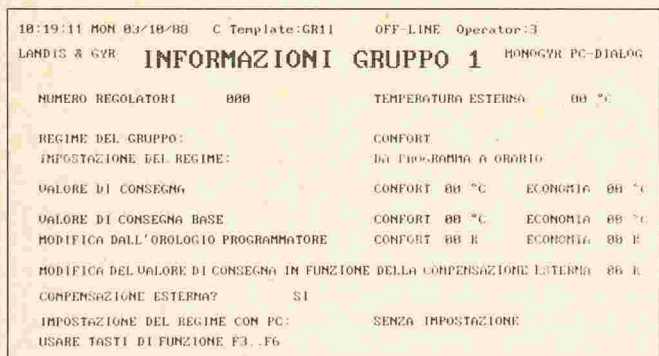 10:19:11 MON 03/10/88 C Template:GR11 OFF-LINE Operator:3
LANDIS & GYR INFORMAZIONI GRUPPO 1 MONOGYR PC-DIALOG
NUMERO REGOLATORI 000 TEMPERATURA ESTERNA 00 °C
REGIME DEL GRUPPO: CONFORT
IMPOSTAZIONE DEL REGIME: DA PROGRAMMA A ORARIO
VALORE DI CONSEGNA CONFORT 00 °C ECONOMIA 00 °C
VALORE DI CONSEGNA BASE CONFORT 00 °C ECONOMIA 00 °C
MODIFICA DALL'OROLOGIO PROGRAMMATORE CONFORT 00 K ECONOMIA 00 K
MODIFICA DEL VALORE DI CONSEGNA IN FUNZIONE DELLA COMPENSAZIONE ESTERNA 00 K
COMPENSAZIONE ESTERNA? SI
IMPOSTAZIONE DEL REGIME CON PC: SENZA IMPOSTAZIONE
USARE TASTI DI FUNZIONE F3..F6